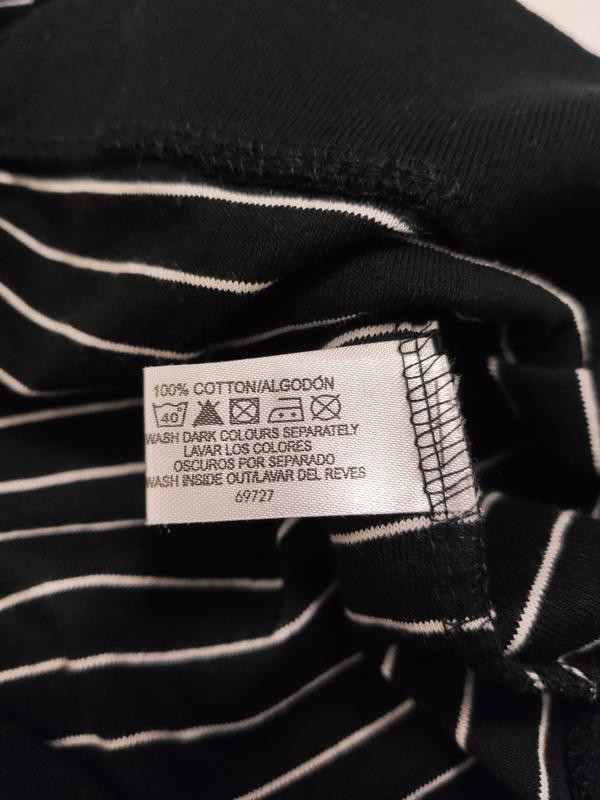 100% COTTON/ALGODÓN
40
WASH DARK COLOURS SEPARATELY
LAVAR LOS COLORES
OSCUROS POR SEPARADO
WASH INSIDE OUT/LAVAR DEL REVES
69727